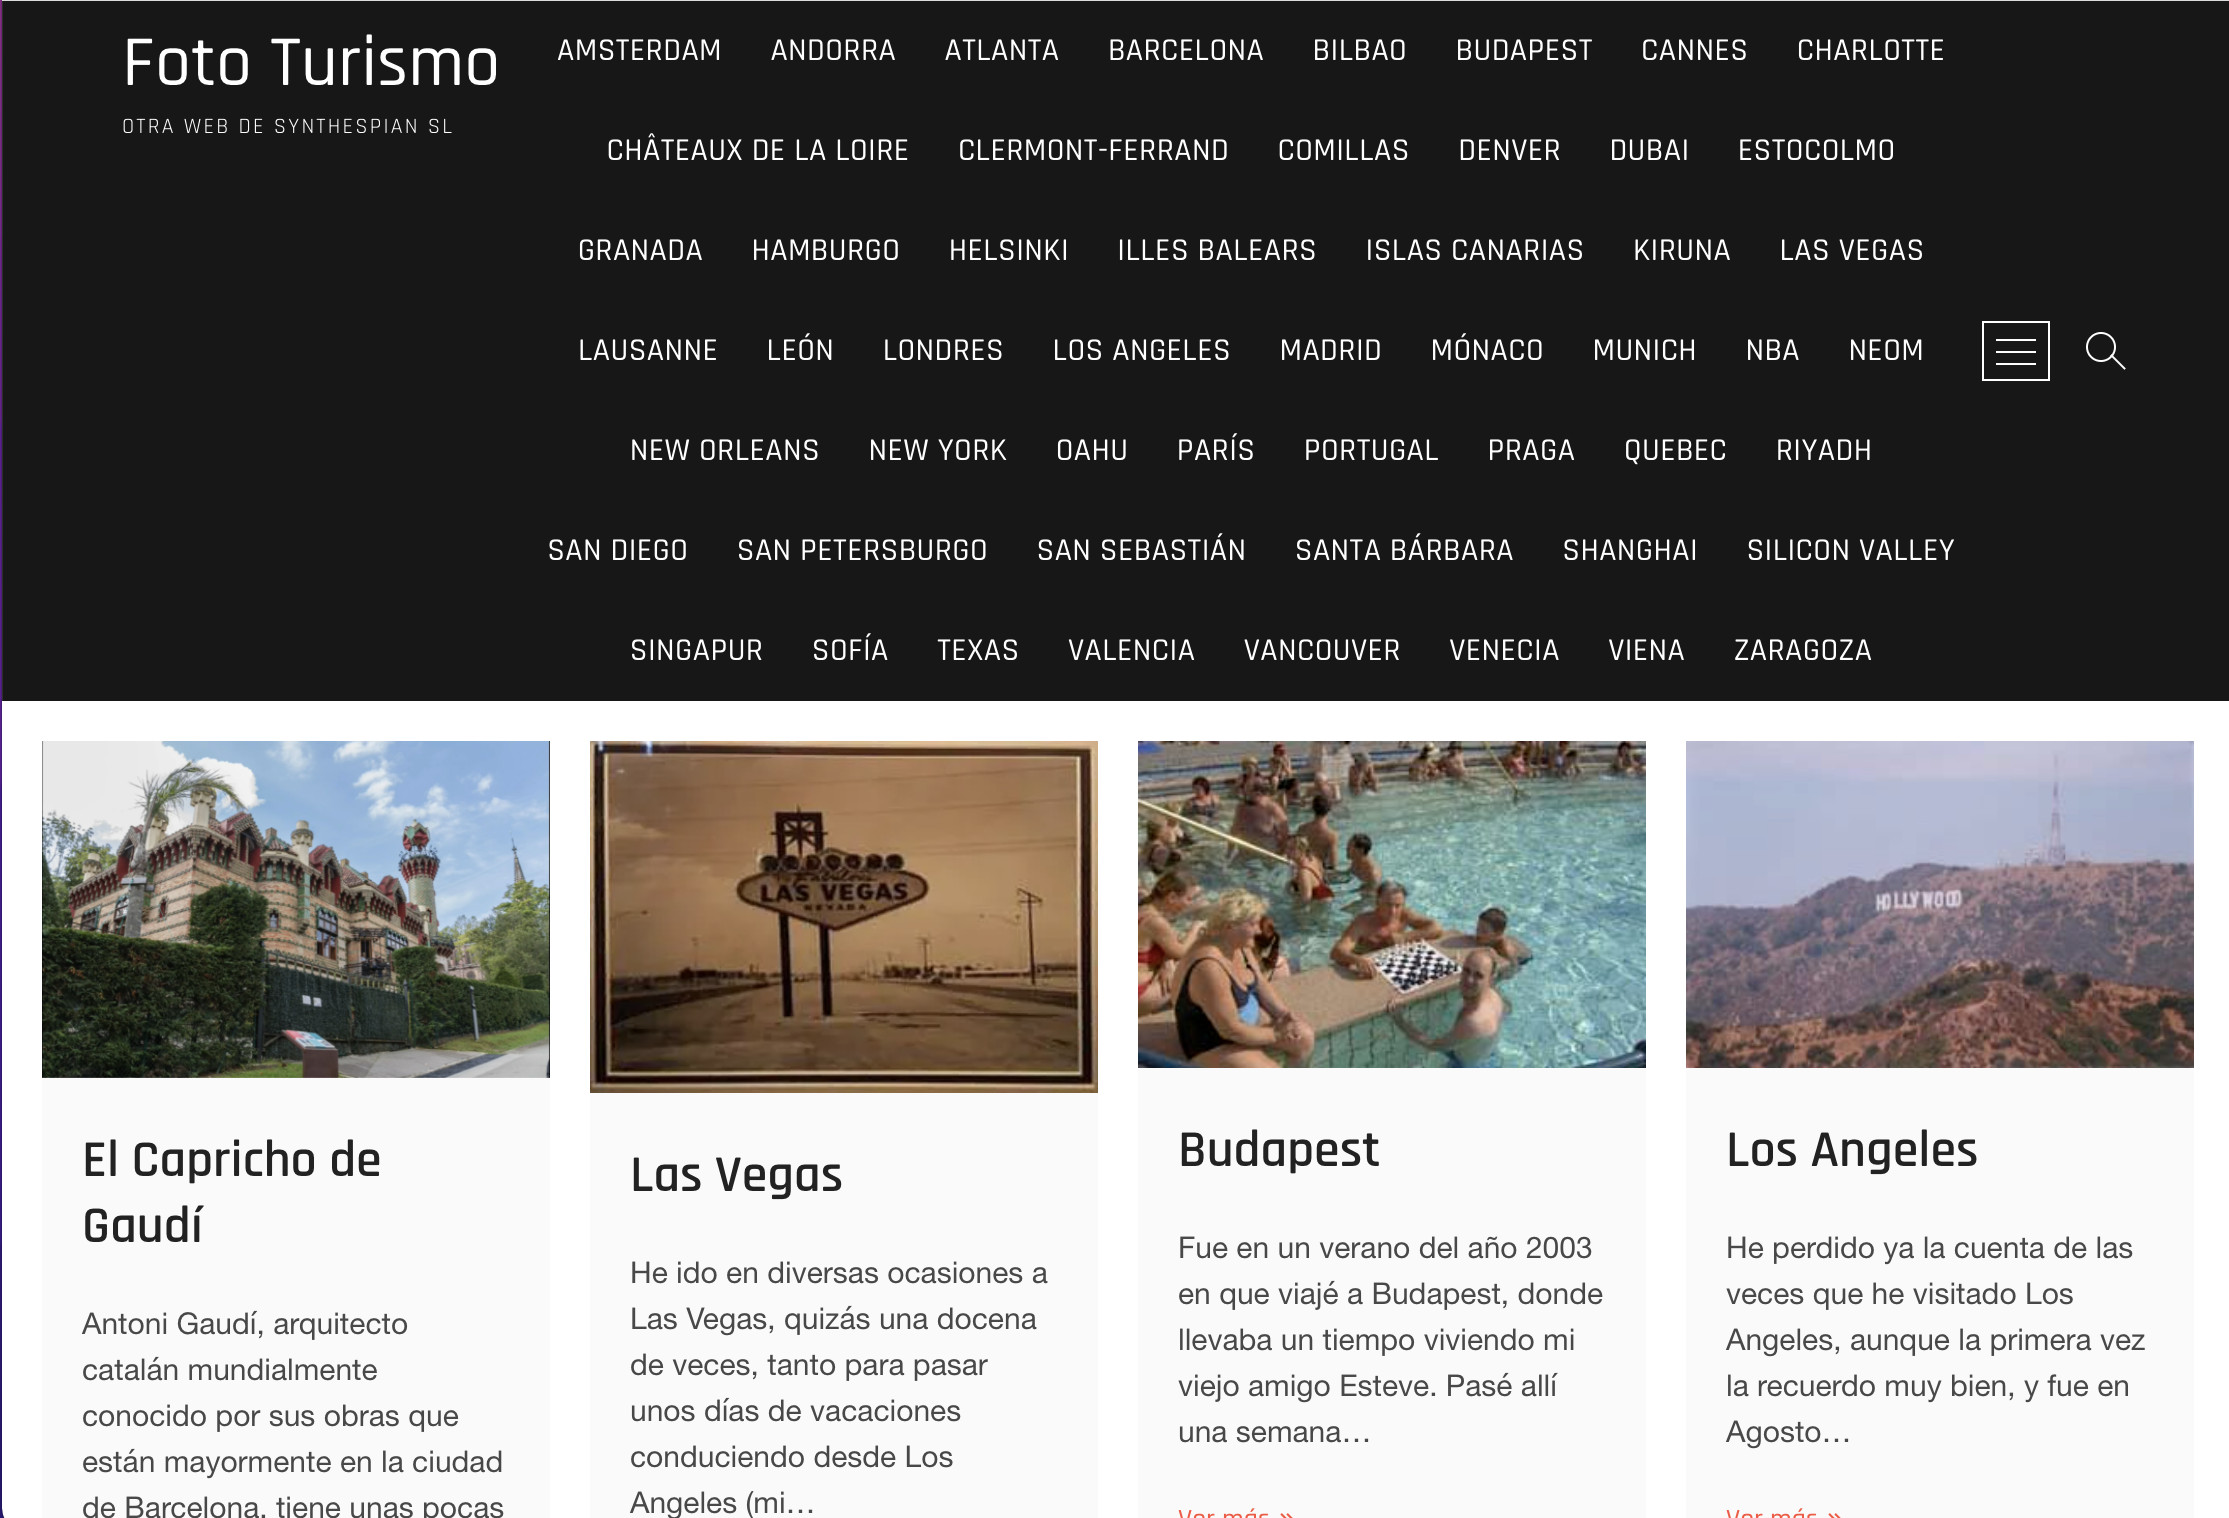 Foto Turismo
OTRA WEB DE SYNTHESPIAN SL
AMSTERDAM ANDORRA ATLANTA BARCELONA BILBAO BUDAPEST CANNES CHARLOTTE
CHÂTEAUX DE LA LOIRE CLERMONT-FERRAND COMILLAS DENVER DUBAI ESTOCOLMO
GRANADA HAMBURGO HELSINKI ILLES BALEARS ISLAS CANARIAS KIRUNA LAS VEGAS
LAUSANNE LEÓN LONDRES LOS ANGELES MADRID MÓNACO MUNICH NBA NEOM
NEW ORLEANS NEW YORK OAHU PARÍS PORTUGAL PRAGA QUEBEC RIYADH
SAN DIEGO SAN PETERSBURGO SAN SEBASTIÁN SANTA BÁRBARA SHANGHAI SILICON VALLEY
SINGAPUR SOFÍA TEXAS VALENCIA VANCOUVER VENECIA VIENA ZARAGOZA
El Capricho de
Gaudí
Antoni Gaudí, arquitecto
catalán mundialmente
conocido por sus obras que
están mayormente en la ciudad
de Barcelona, tiene unas pocas
Fabulous
LAS VEGAS
NEVADA
Las Vegas
He ido en diversas ocasiones a
Las Vegas, quizás una docena
de veces, tanto para pasar
unos días de vacaciones
conduciendo desde Los
Angeles (mi…
Budapest
Fue en un verano del año 2003
en que viajé a Budapest, donde
llevaba un tiempo viviendo mi
viejo amigo Esteve. Pasé allí
una semana…
Ver más »
HOLLYWOOD
Los Angeles
He perdido ya la cuenta de las
veces que he visitado Los
Angeles, aunque la primera vez
la recuerdo muy bien, y fue en
Agosto…
Ver más »